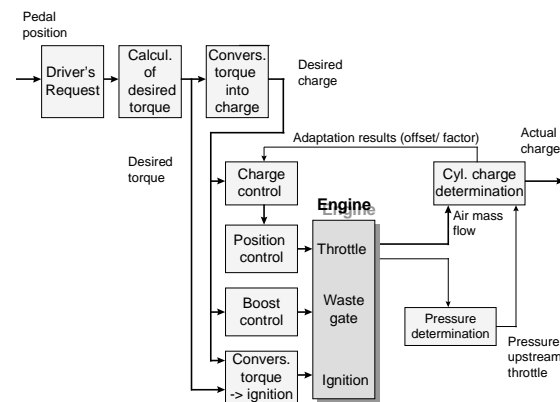 Pedal
position
Driver's
Request
Calcul.
of
desired
torque
Convers.
torque
into
charge
Desired
charge
Desired
torque
Adaptation results (offset/ factor)
Actual
charge
Charge
control
Cyl. charge
determination
Engine
Air mass
flow
Position
control
Throttle
Boost
control
Waste
gate
Pressure
determination
Pressure
upstream
throttle
Convers.
torque
-> ignition
Ignition